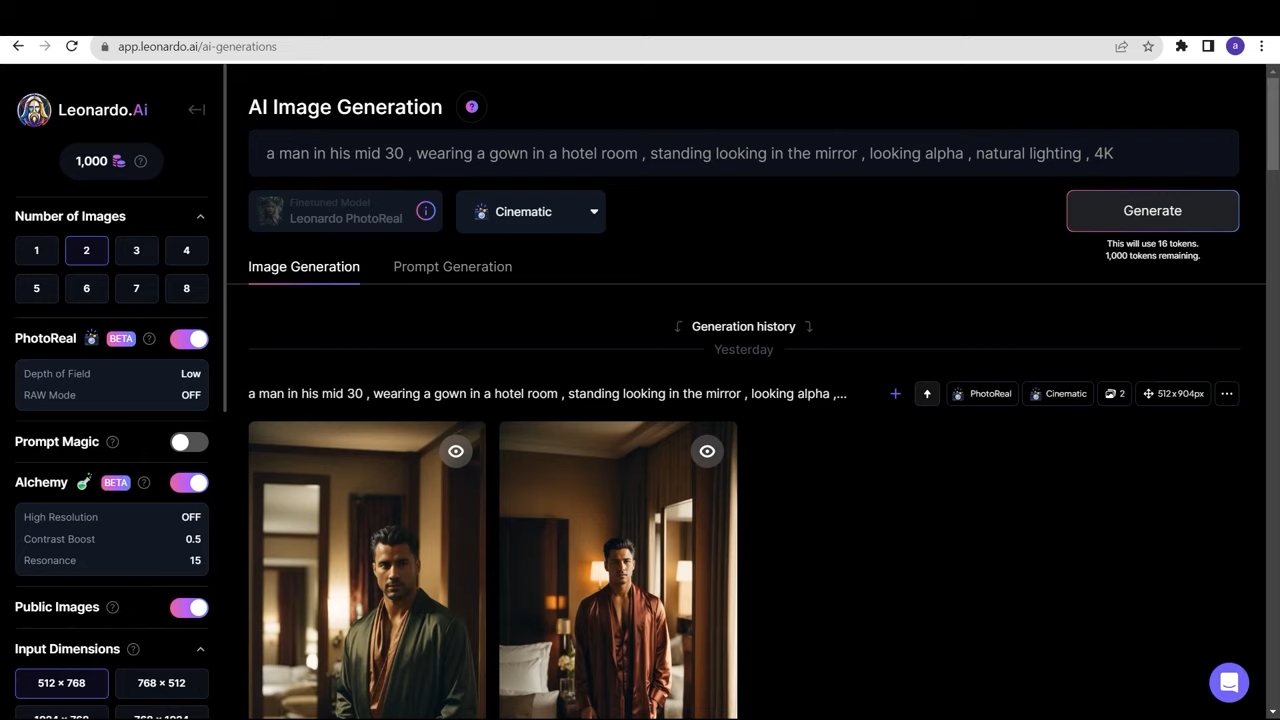 app.leonardo.ai/ai-generations
a
Leonardo.Ai
1,000
Number of Images
1 2 3 4
5 6 7 8
PhotoReal BETA
Depth of Field Low
RAW Mode OFF
Prompt Magic
Alchemy BETA
High Resolution OFF
Contrast Boost 0.5
Resonance 15
Public Images
Input Dimensions
512 × 768 768 × 512
1024 × 768 768 × 1024
AI Image Generation
a man in his mid 30 , wearing a gown in a hotel room , standing looking in the mirror , looking alpha , natural lighting , 4K
Finetuned Model
Leonardo PhotoReal
Cinematic
Generate
This will use 16 tokens.
1,000 tokens remaining.
Image Generation Prompt Generation
Generation history
Yesterday
a man in his mid 30 , wearing a gown in a hotel room , standing looking in the mirror , looking alpha ,...
PhotoReal Cinematic 2 512x904px